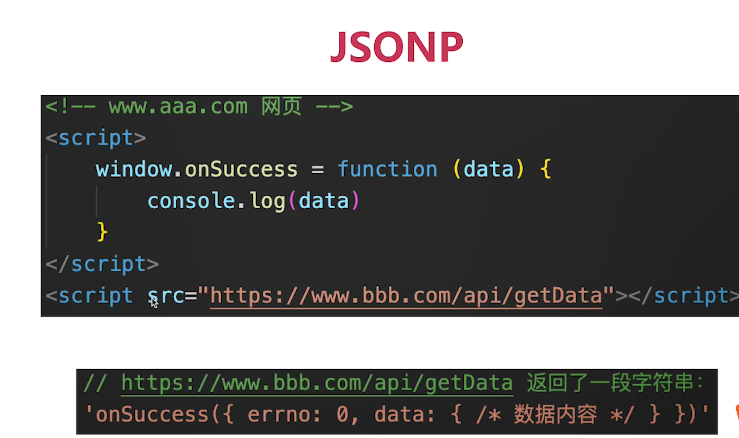 JSONP
<!-- www.aaa.com 网页 -->
<script>
window.onSuccess = function (data) {
console.log(data)
}
</script>
<script src="https://www.bbb.com/api/getData"></script>
// https://www.bbb.com/api/getData 返回了一段字符串：
'onSuccess({ errno: 0, data: { /* 数据内容 */ } })'